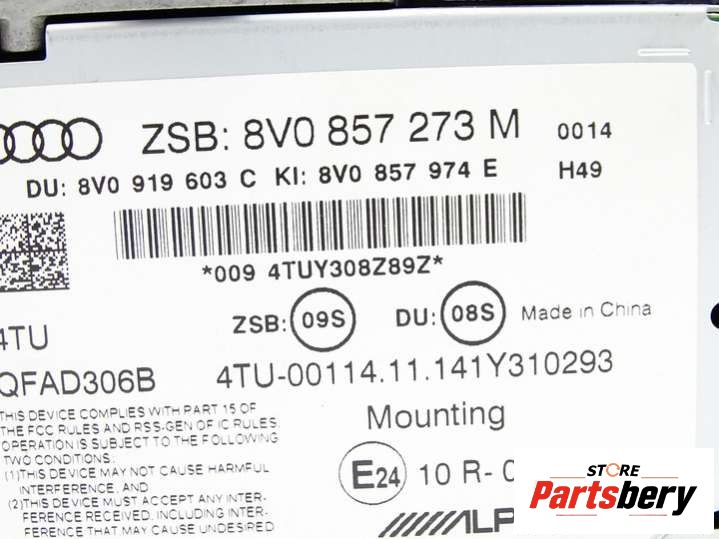 ZSB: 8V0 857 273 M 0014
DU: 8V0 919 603 C KI: 8V0 857 974 E H49
*009 4TUY308Z89Z*
ZSB: 09S DU: 08S Made in China
4TU
QFAD306B 4TU-00114.11.141Y310293
THIS DEVICE COMPLIES WITH PART 15 OF
THE FCC RULES AND RSS-GEN OF IC RULES
OPERATION IS SUBJECT TO THE FOLLOWING
TWO CONDITIONS:
(1)THIS DEVICE MAY NOT CAUSE HARMFUL
INTERFERENCE, AND
(2)THIS DEVICE MUST ACCEPT ANY INTER-
FERENCE RECEIVED, INCLUDING INTER-
FERENCE THAT MAY CAUSE UNDESIRED
Mounting
E24 10 R-
STORE
Partsbery